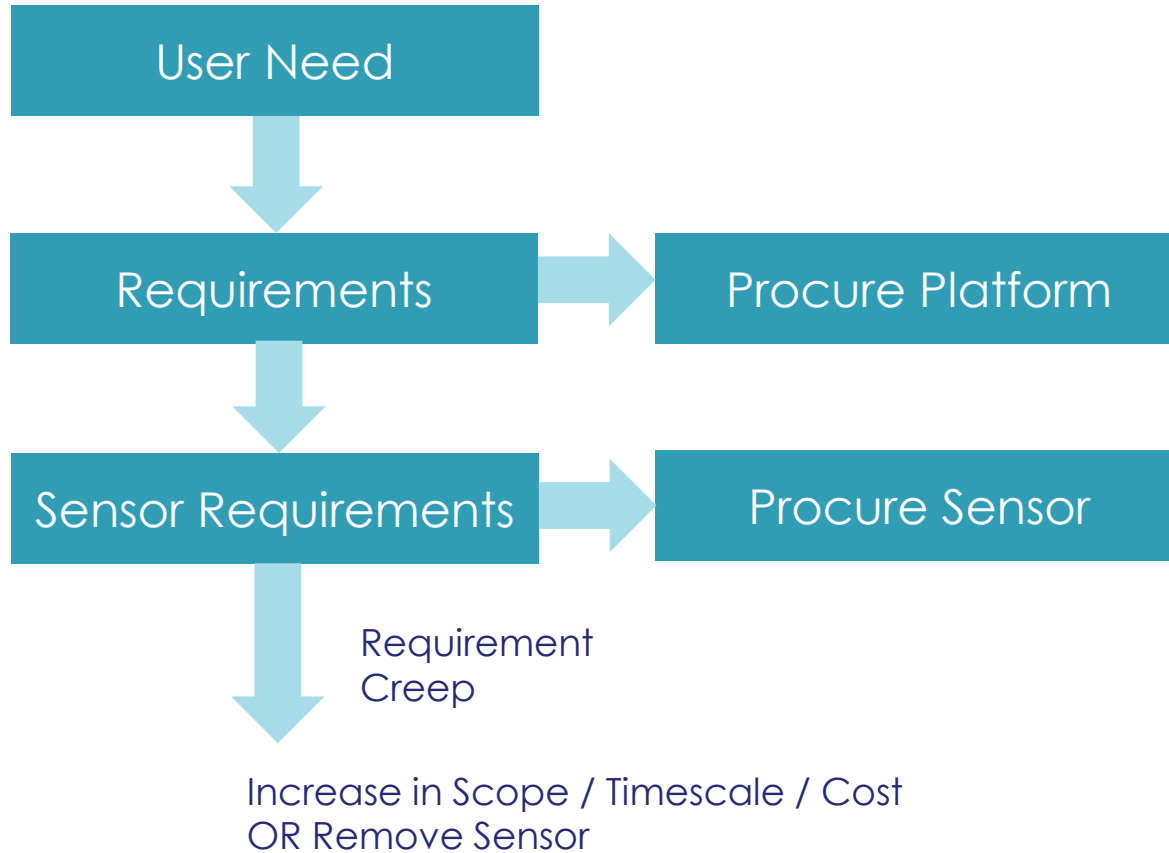 User Need
Requirements
Procure Platform
Sensor Requirements
Procure Sensor
Requirement
Creep
Increase in Scope / Timescale / Cost
OR Remove Sensor